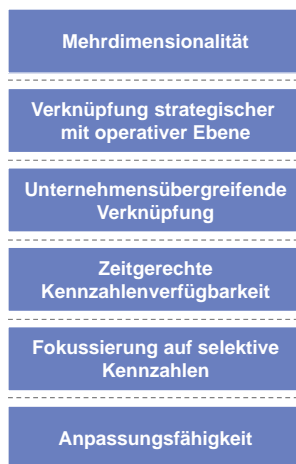 Mehrdimensionalität
Verknüpfung strategischer
mit operativer Ebene
Unternehmensübergreifende
Verknüpfung
Zeitgerechte
Kennzahlenverfügbarkeit
Fokussierung auf selektive
Kennzahlen
Anpassungsfähigkeit